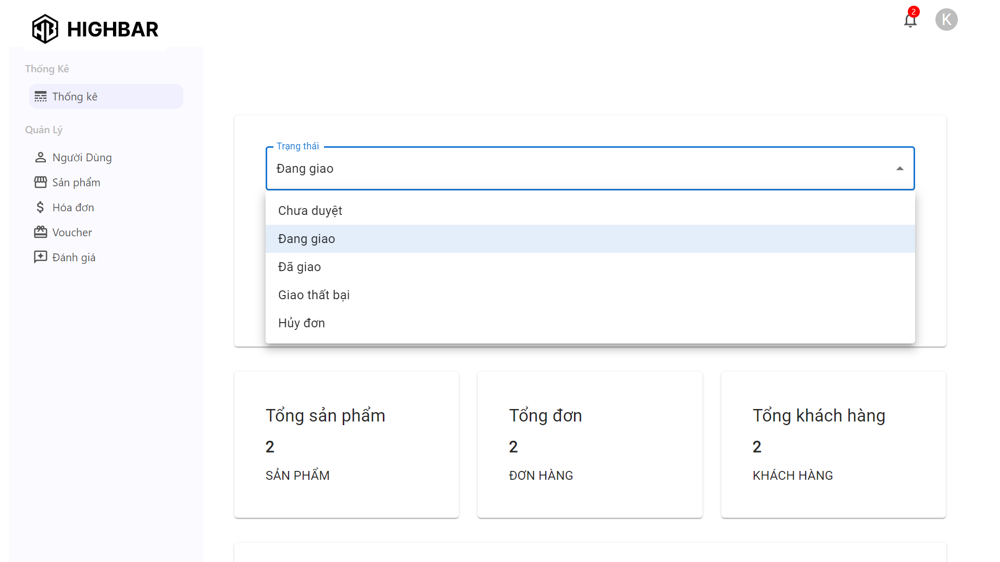 HIGHBAR
2
K
Thống Kê
Thống kê
Quản Lý
Người Dùng
Sản phẩm
Hóa đơn
Voucher
Đánh giá
Trạng thái
Đang giao
Chưa duyệt
Đang giao
Đã giao
Giao thất bại
Hủy đơn
Tổng sản phẩm
2
SẢN PHẨM
Tổng đơn
2
ĐƠN HÀNG
Tổng khách hàng
2
KHÁCH HÀNG